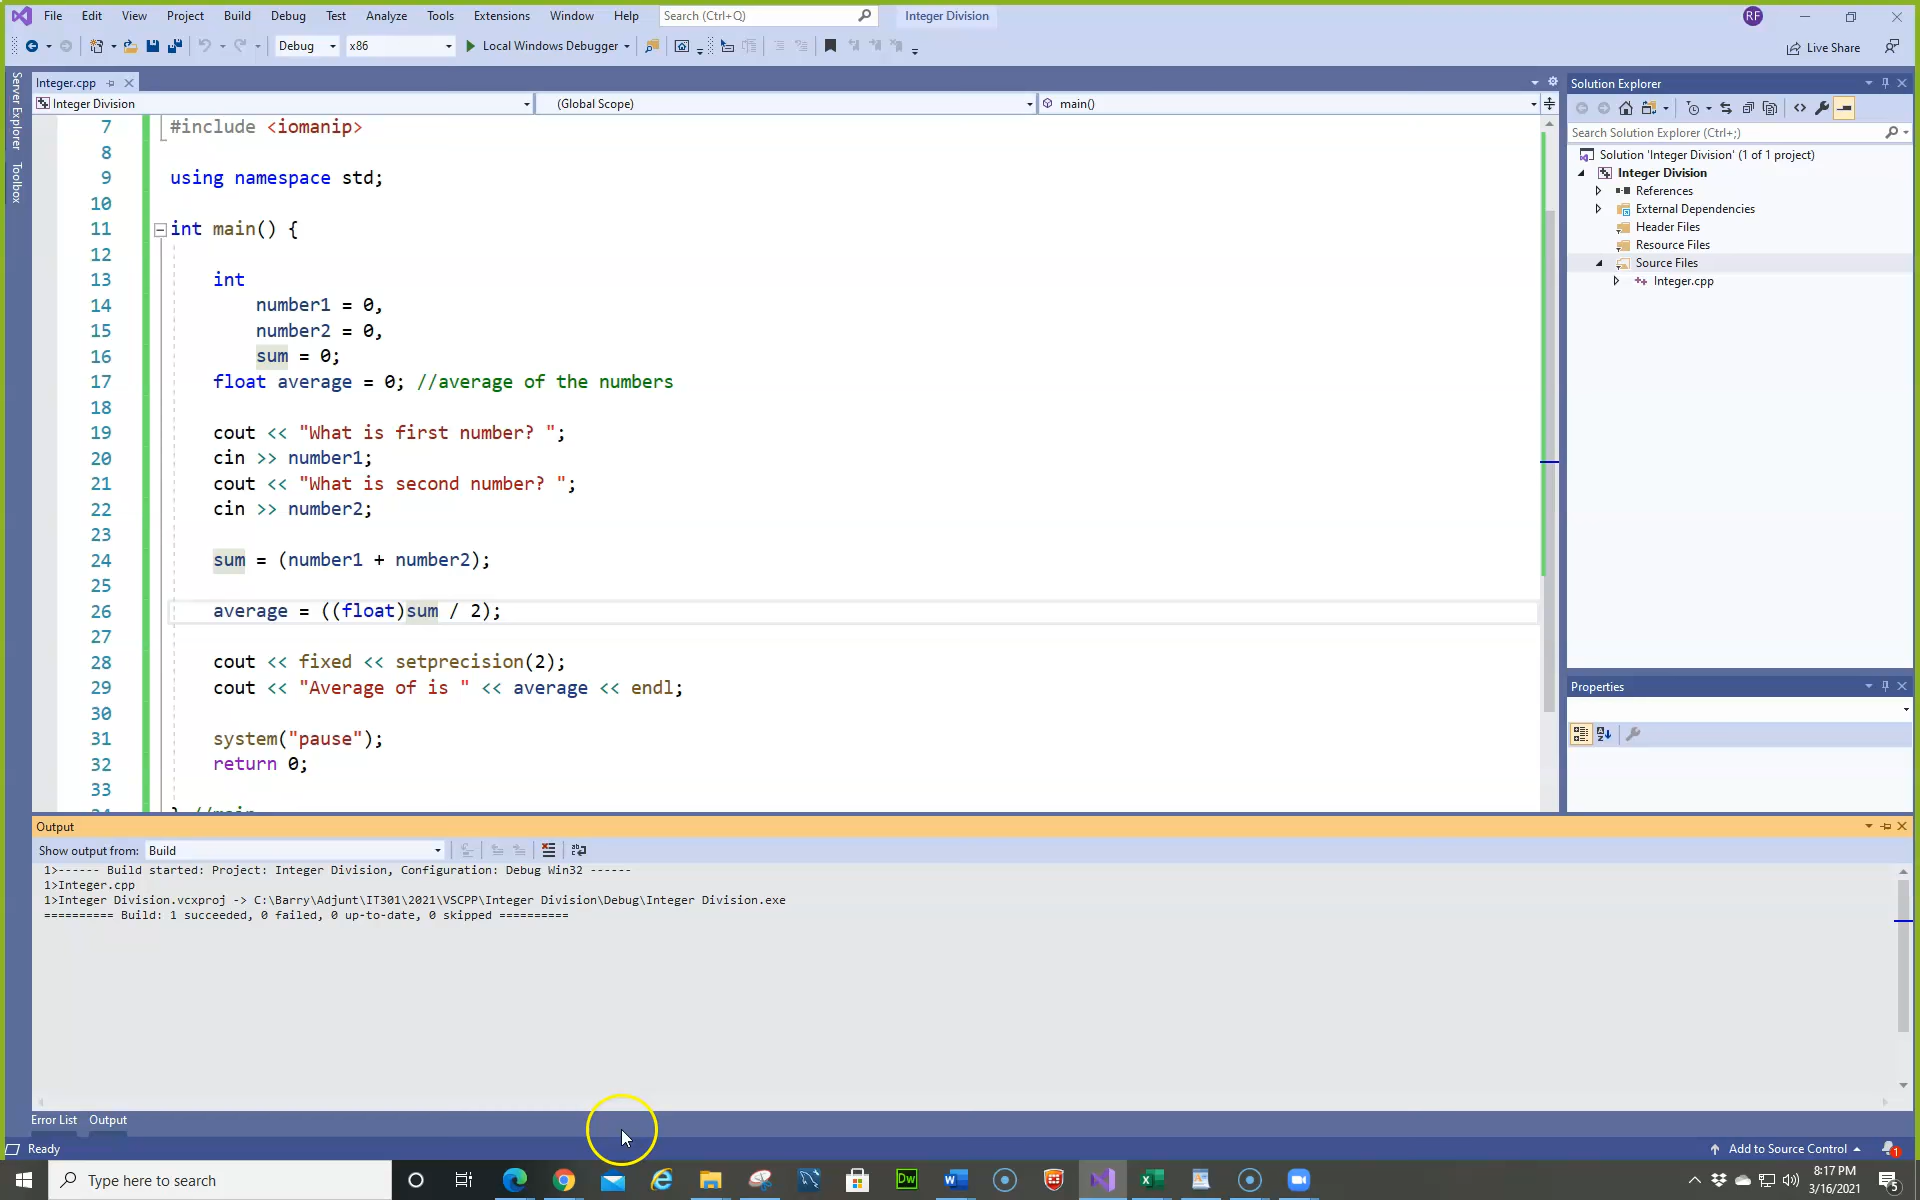 File Edit View Project Build Debug Test Analyze Tools Extensions Window Help Search (Ctrl+Q) Integer Division RF
Debug x86 Local Windows Debugger Live Share
Server Explorer
Toolbox
Integer.cpp
Integer Division (Global Scope) main()
7 #include <iomanip>
8
9 using namespace std;
10
11 int main() {
12
13 int
14 number1 = 0,
15 number2 = 0,
16 sum = 0;
17 float average = 0; //average of the numbers
18
19 cout << "What is first number? ";
20 cin >> number1;
21 cout << "What is second number? ";
22 cin >> number2;
23
24 sum = (number1 + number2);
25
26 average = ((float)sum / 2);
27
28 cout << fixed << setprecision(2);
29 cout << "Average of is " << average << endl;
30
31 system("pause");
32 return 0;
33
Solution Explorer
Search Solution Explorer (Ctrl+;)
Solution 'Integer Division' (1 of 1 project)
Integer Division
References
External Dependencies
Header Files
Resource Files
Source Files
Integer.cpp
Properties
Output
Show output from: Build
1>------ Build started: Project: Integer Division, Configuration: Debug Win32 ------
1>Integer.cpp
1>Integer Division.vcxproj -> C:\Barry\Adjunt\IT301\2021\VSCPP\Integer Division\Debug\Integer Division.exe
========== Build: 1 succeeded, 0 failed, 0 up-to-date, 0 skipped ==========
Error List Output
Ready Add to Source Control 1
Type here to search
Dw
8:17 PM
3/16/2021
5